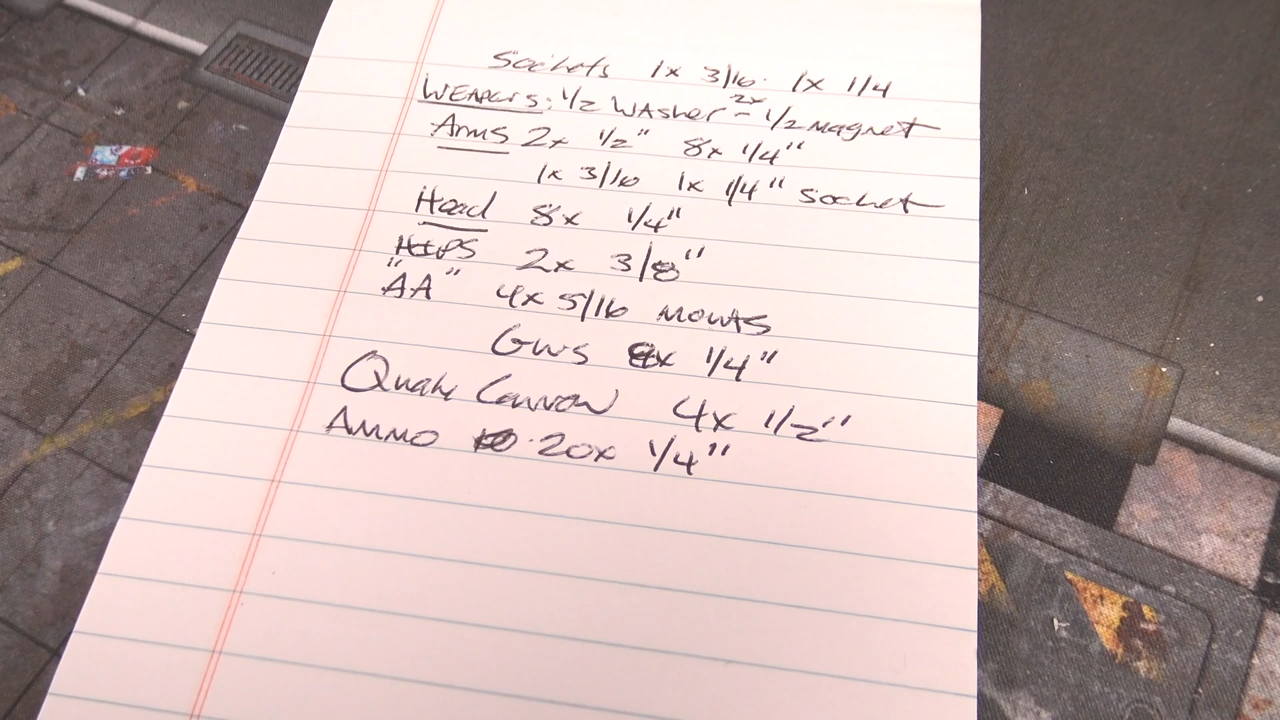 Sockets 1x 3/16 1x 1/4
WEAPONS: 1/2 WASHER - 2x 1/2 MAGNET
Arms 2x 1/2" 8x 1/4"
1x 3/16 1x 1/4" Socket
Head 8x 1/4"
HIPS 2x 3/8"
"AA" 4x 5/16 MOUNTS
GUNS x 1/4"
Quake Cannon 4x 1/2"
AMMO 20x 1/4"